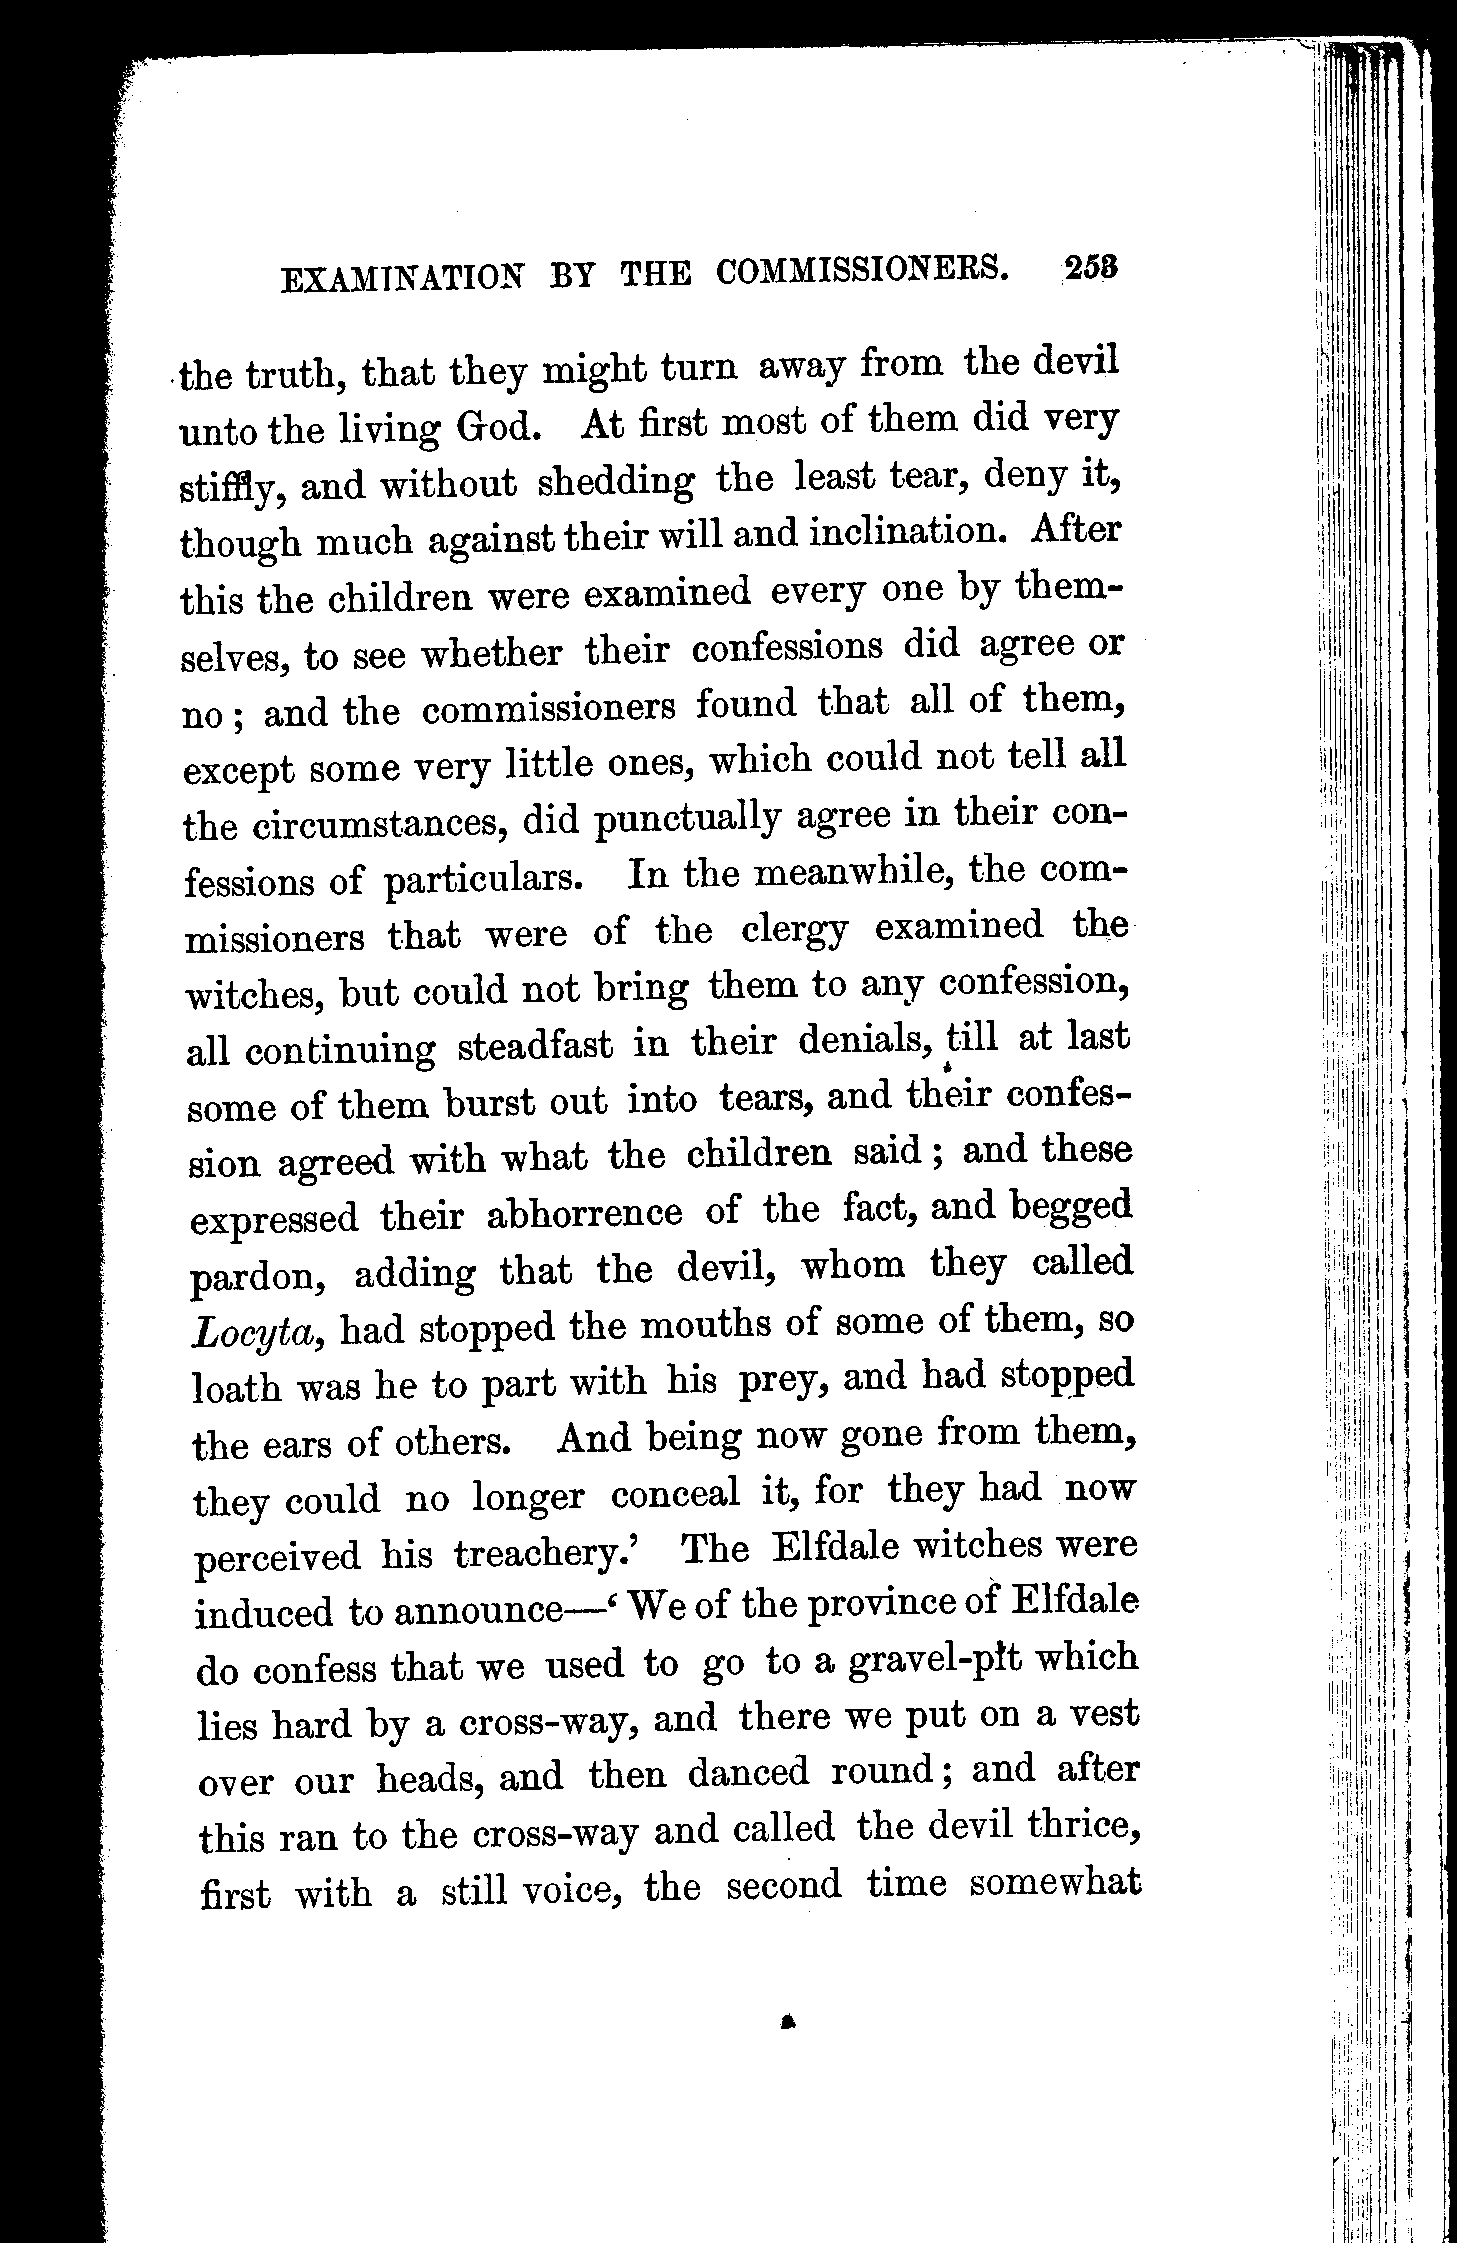 EXAMINATION BY THE COMMISSIONERS. 253
the truth, that they might turn away from the devil
unto the living God. At first most of them did very
stiffly, and without shedding the least tear, deny it,
though much against their will and inclination. After
this the children were examined every one by them-
selves, to see whether their confessions did agree or
no; and the commissioners found that all of them,
except some very little ones, which could not tell all
the circumstances, did punctually agree in their con-
fessions of particulars. In the meanwhile, the com-
missioners that were of the clergy examined the
witches, but could not bring them to any confession,
all continuing steadfast in their denials, till at last
some of them burst out into tears, and their confes-
sion agreed with what the children said; and these
expressed their abhorrence of the fact, and begged
pardon, adding that the devil, whom they called
Locyta, had stopped the mouths of some of them, so
loath was he to part with his prey, and had stopped
the ears of others. And being now gone from them,
they could no longer conceal it, for they had now
perceived his treachery.’ The Elfdale witches were
induced to announce—‘We of the province of Elfdale
do confess that we used to go to a gravel-pit which
lies hard by a cross-way, and there we put on a vest
over our heads, and then danced round; and after
this ran to the cross-way and called the devil thrice,
first with a still voice, the second time somewhat